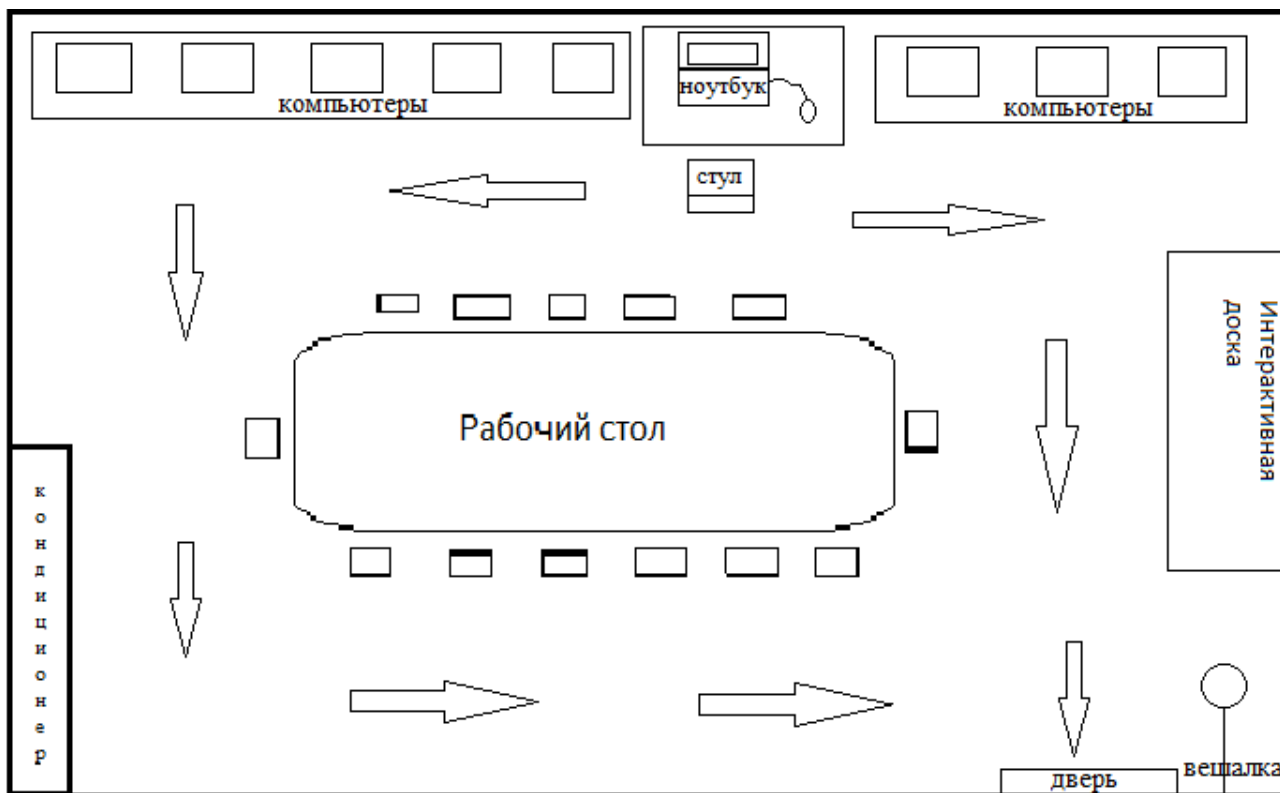 компьютеры
ноутбук
компьютеры
стул
Интерактивная
доска
Рабочий стол
кондиционер
дверь
вешалка